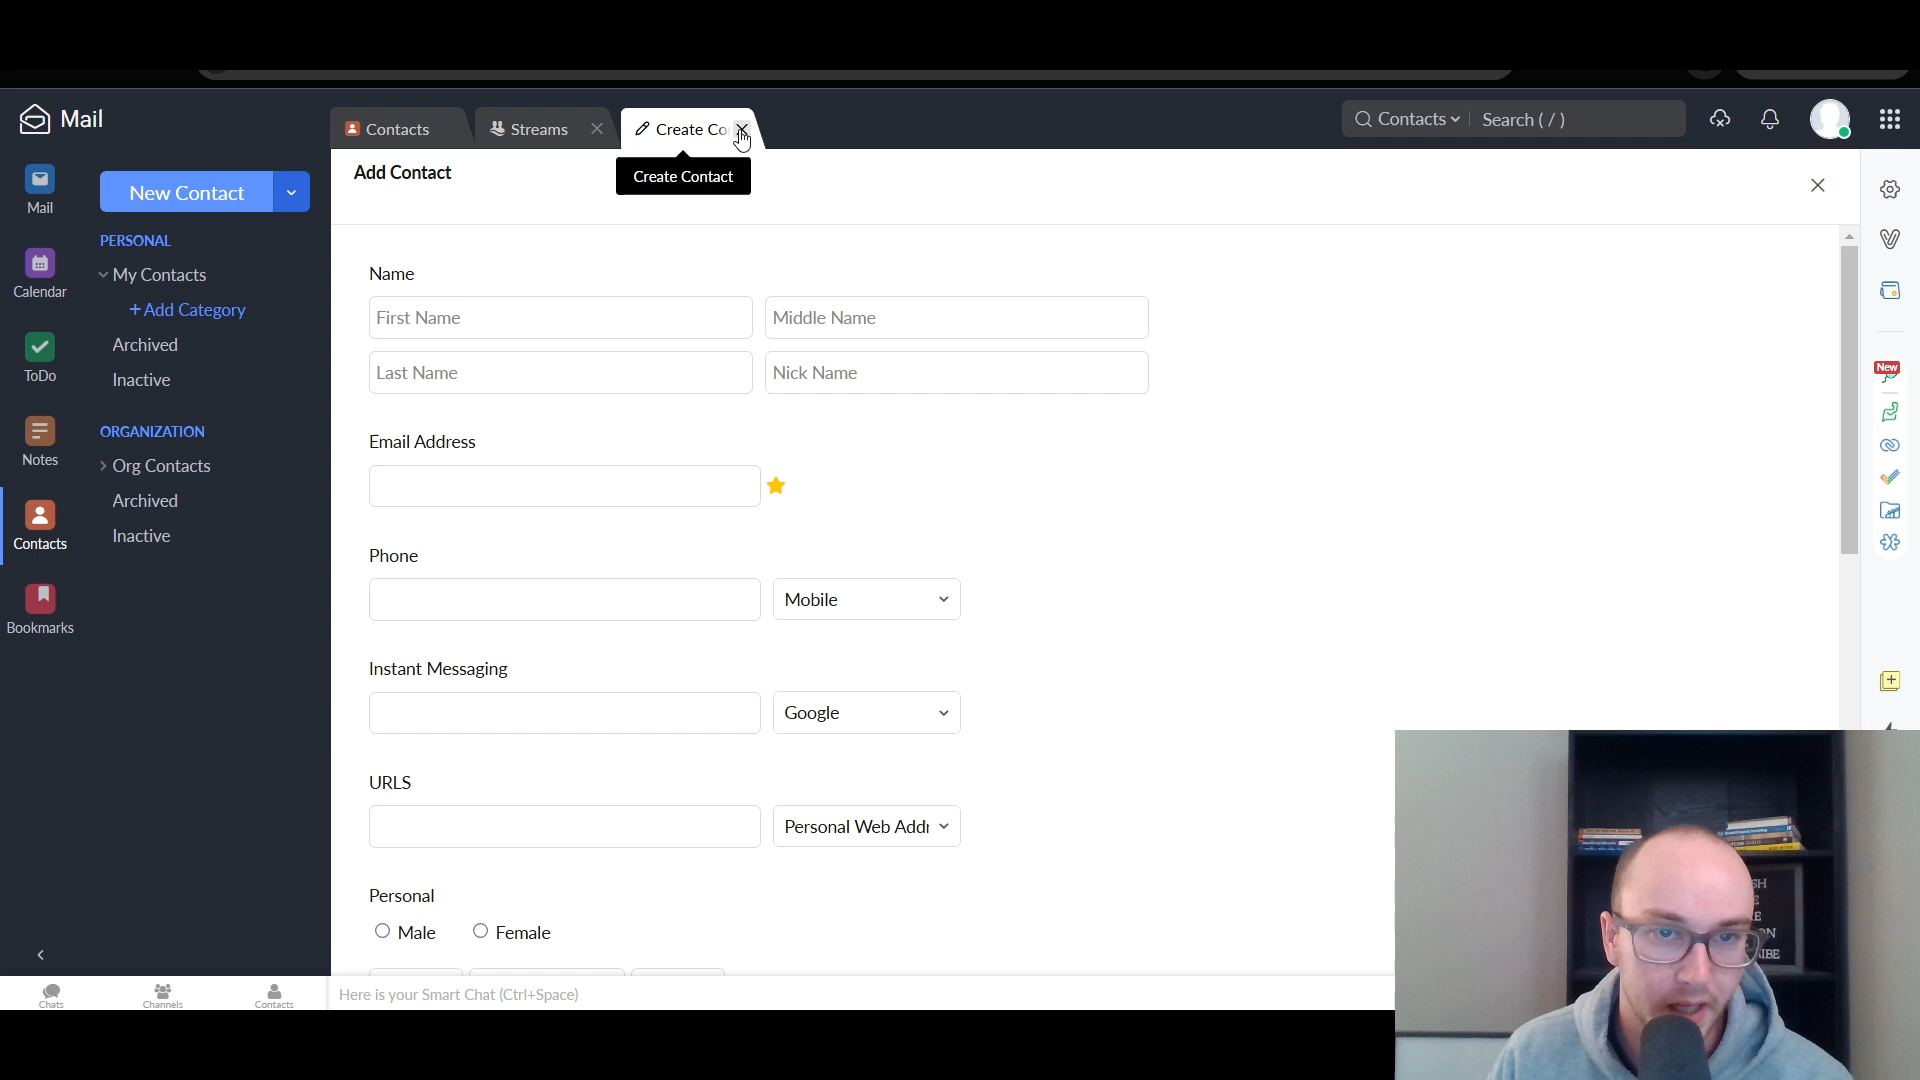 Mail
Contacts
Streams
Create Co
Contacts
Search ( / )
Create Contact
Add Contact
Mail
Calendar
ToDo
Notes
Contacts
Bookmarks
New Contact
PERSONAL
My Contacts
+ Add Category
Archived
Inactive
ORGANIZATION
Org Contacts
Archived
Inactive
Name
First Name
Middle Name
Last Name
Nick Name
Email Address
Phone
Mobile
Instant Messaging
Google
URLS
Personal Web Addr
Personal
Male
Female
New
Chats
Channels
Contacts
Here is your Smart Chat (Ctrl+Space)